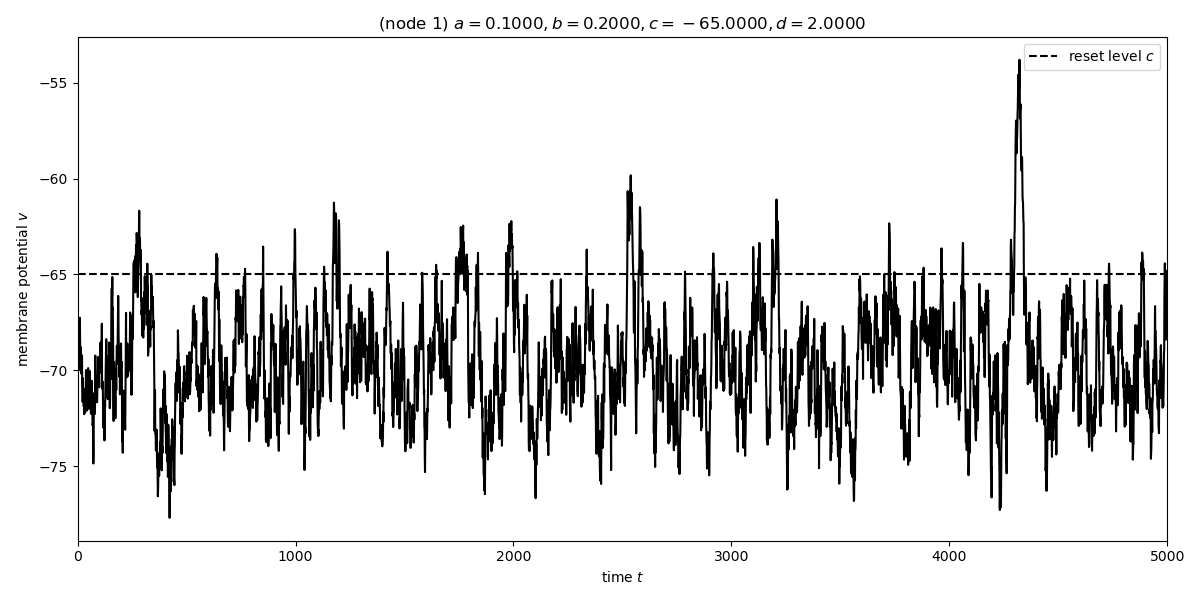 (node 1) a = 0.1000, b = 0.2000, c = −65.0000, d = 2.0000
reset level c
membrane potential v
−55
−60
−65
−70
−75
0 1000 2000 3000 4000 5000
time t